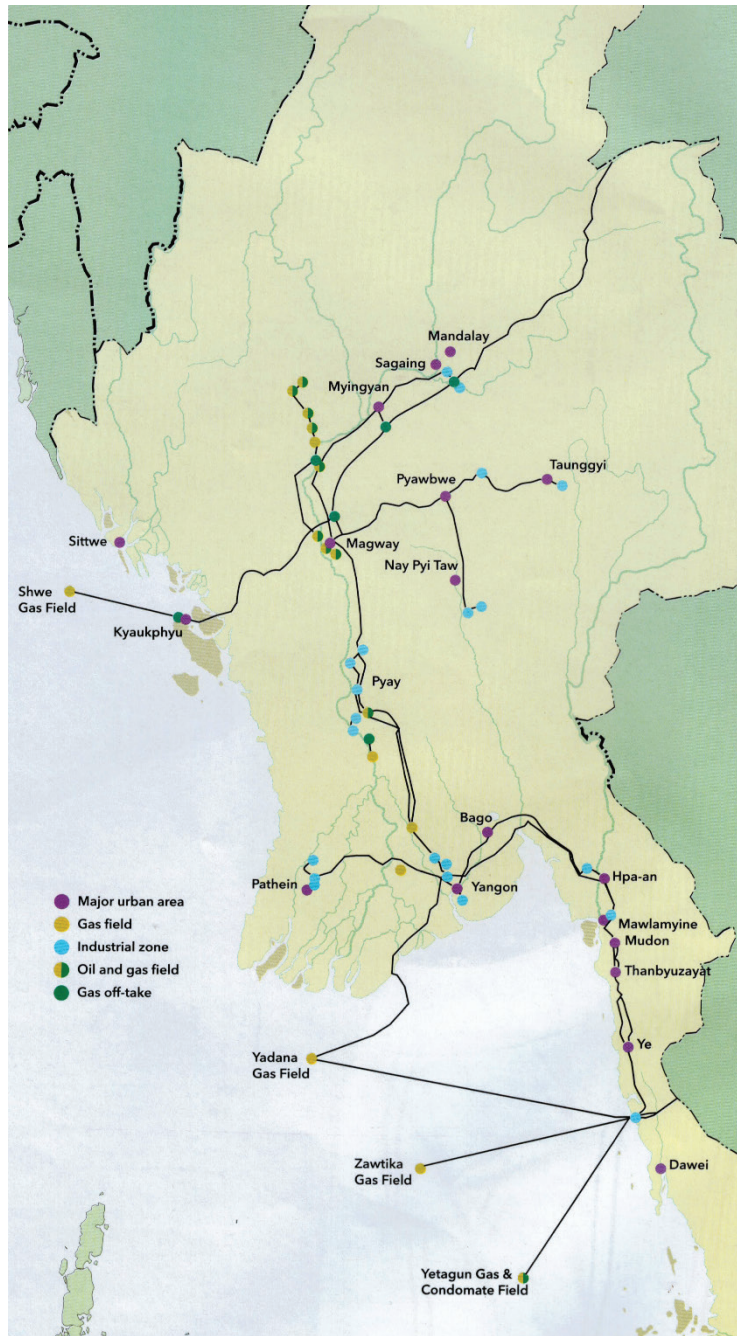 Mandalay
Sagaing
Myingyan
Pyawbwe
Taunggyi
Sittwe
Magway
Nay Pyi Taw
Shwe
Gas Field
Kyaukphyu
Pyay
Bago
Pathein
Yangon
Hpa-an
Mawlamyine
Mudon
Thanbyuzayat
Ye
Major urban area
Gas field
Industrial zone
Oil and gas field
Gas off-take
Yadana
Gas Field
Zawtika
Gas Field
Dawei
Yetagun Gas &
Condomate Field